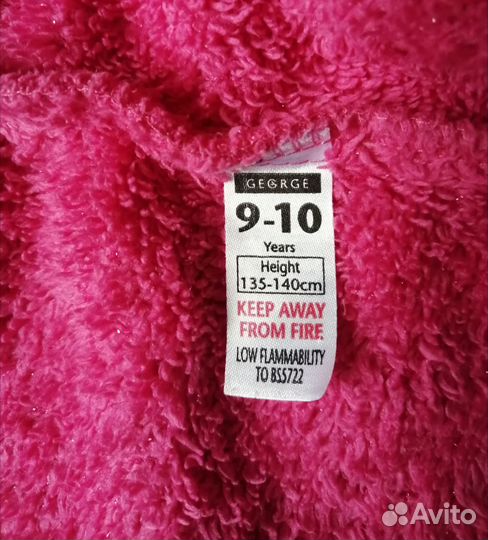 GEORGE
9-10
Years
Height
135-140cm
KEEP AWAY
FROM FIRE
LOW FLAMMABILITY
TO BS5722
Avito